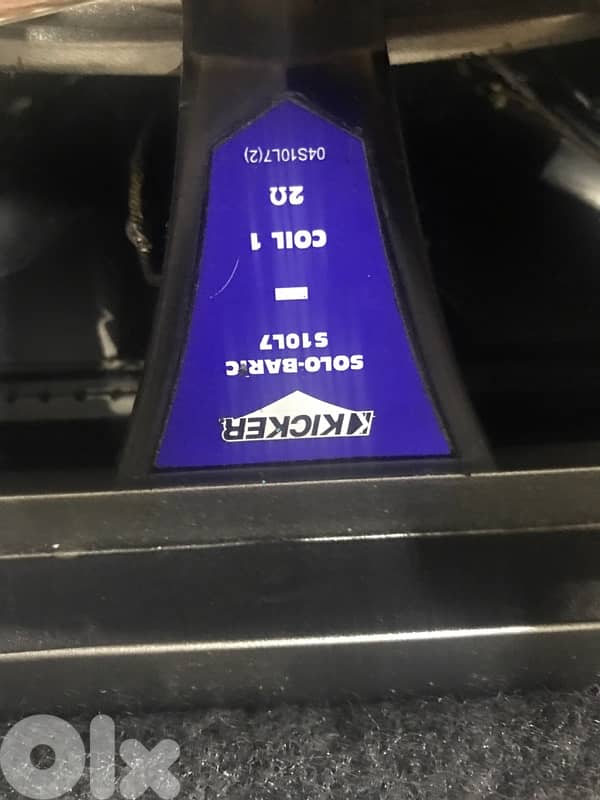 KICKER
SOLO-BARIC
S10L7
–
COIL 1
2Ω
04S10L7(2)
Olx